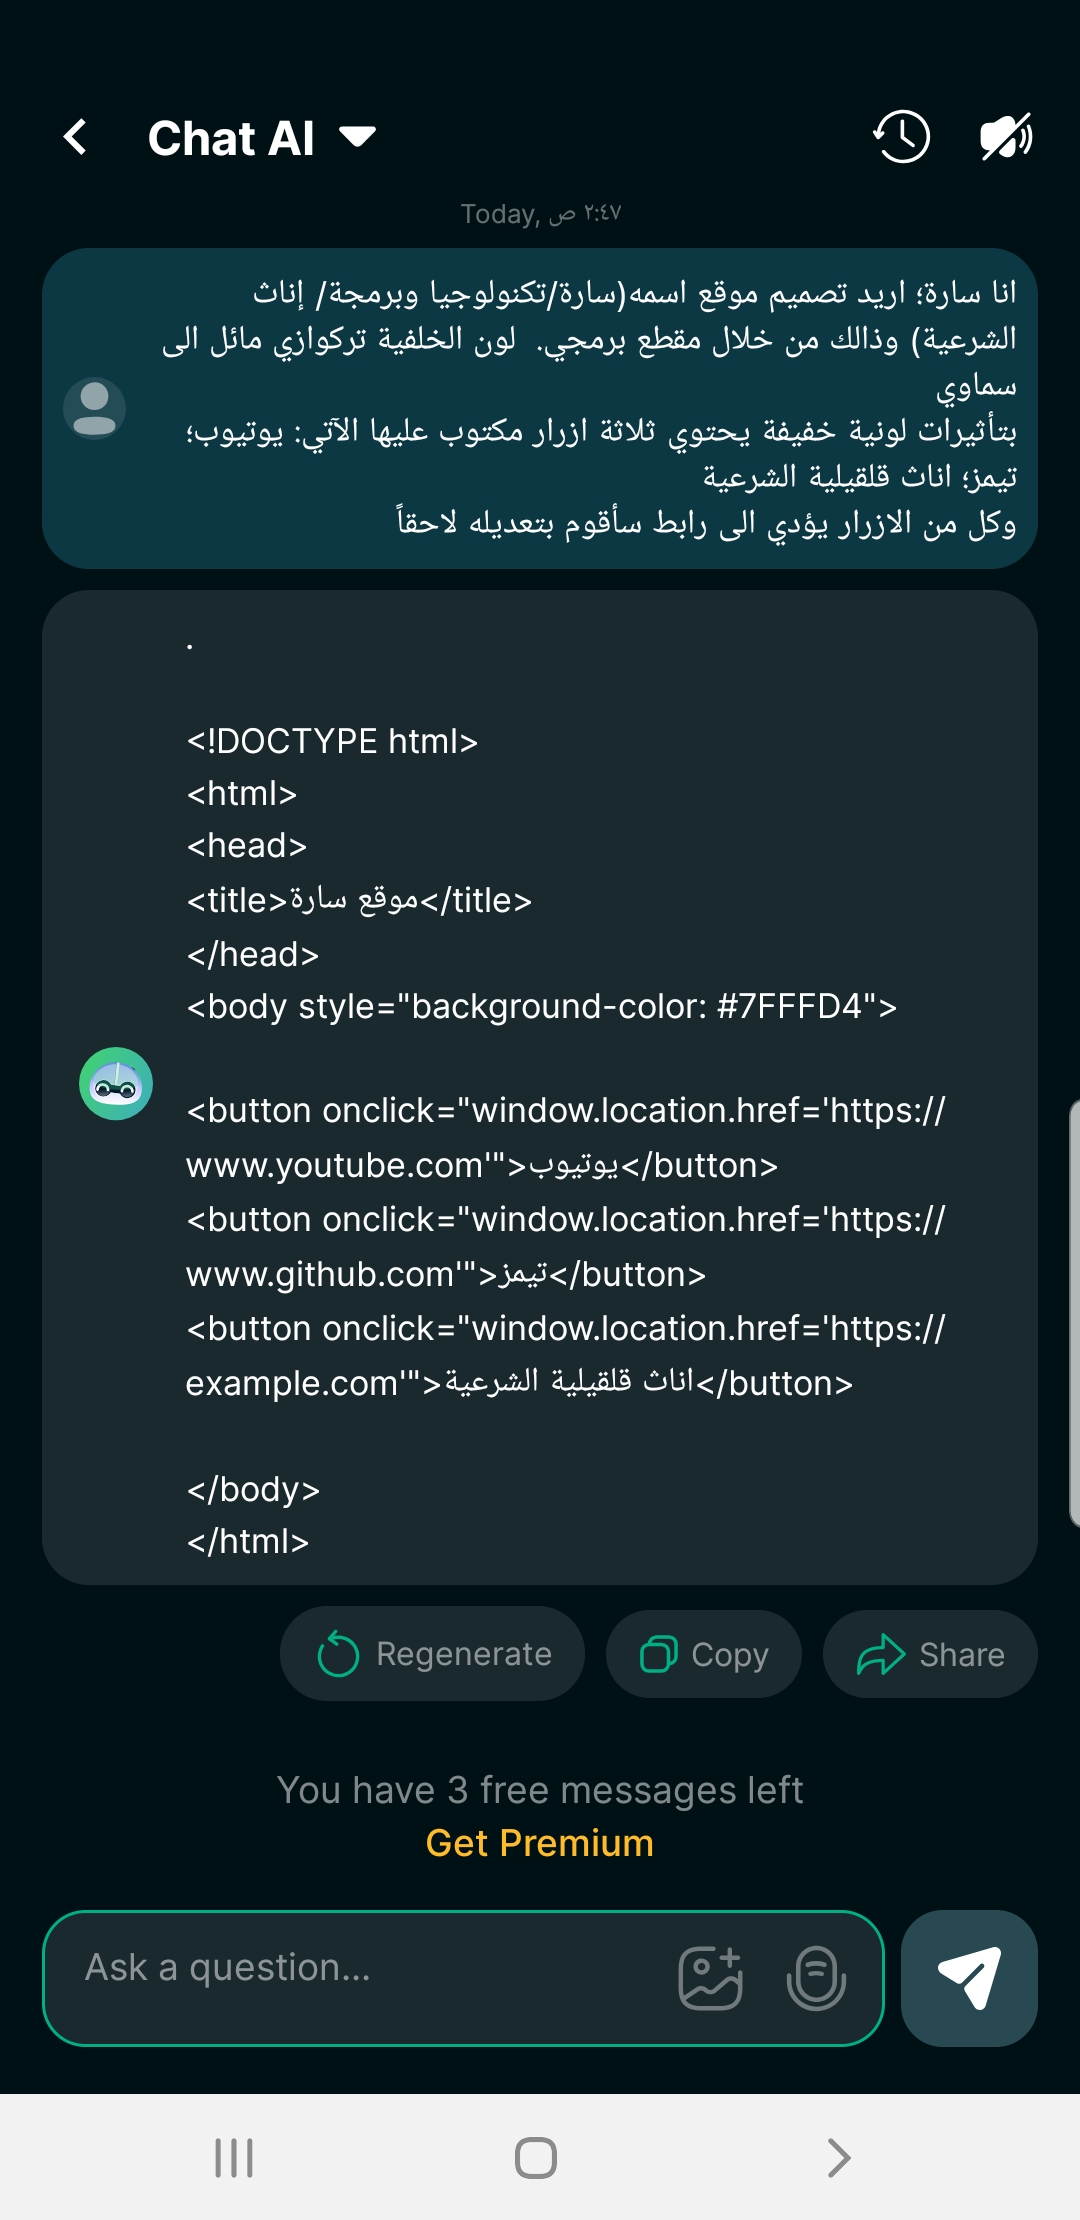 Chat AI
Today, ٢:٤٧ ص
انا سارة؛ اريد تصميم موقع اسمه(سارة/تكنولوجيا وبرمجة/ إناث
الشرعية) وذالك من خلال مقطع برمجي.  لون الخلفية تركوازي مائل الى
سماوي
بتأثيرات لونية خفيفة يحتوي ثلاثة ازرار مكتوب عليها الآتي: يوتيوب؛
تيمز؛ اناث قلقيلية الشرعية
وكل من الازرار يؤدي الى رابط سأقوم بتعديله لاحقاً
.
<!DOCTYPE html>
<html>
<head>
<title>موقع سارة</title>
</head>
<body style="background-color: #7FFFD4">
<button onclick="window.location.href='https://
www.youtube.com'">يوتيوب</button>
<button onclick="window.location.href='https://
www.github.com'">تيمز</button>
<button onclick="window.location.href='https://
example.com'">اناث قلقيلية الشرعية</button>
</body>
</html>
Regenerate
Copy
Share
You have 3 free messages left
Get Premium
Ask a question...